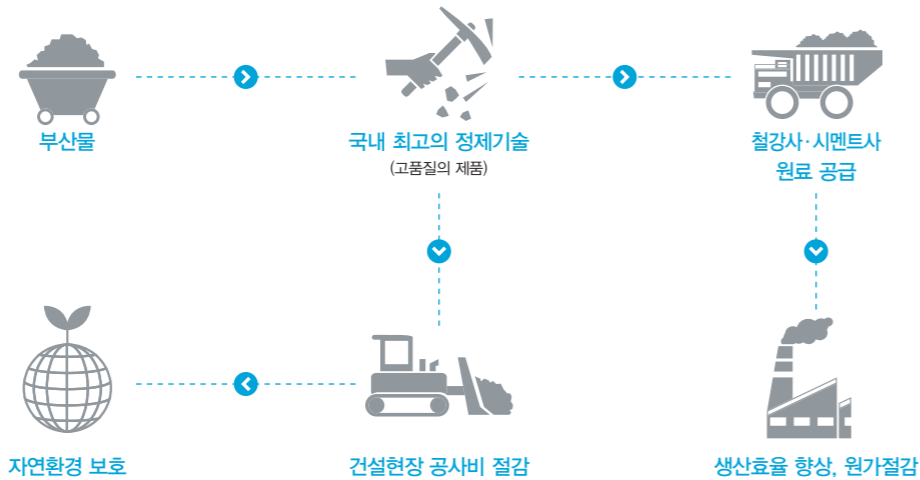 부산물
국내 최고의 정제기술
(고품질의 제품)
철강사·시멘트사
원료 공급
자연환경 보호
건설현장 공사비 절감
생산효율 향상, 원가절감